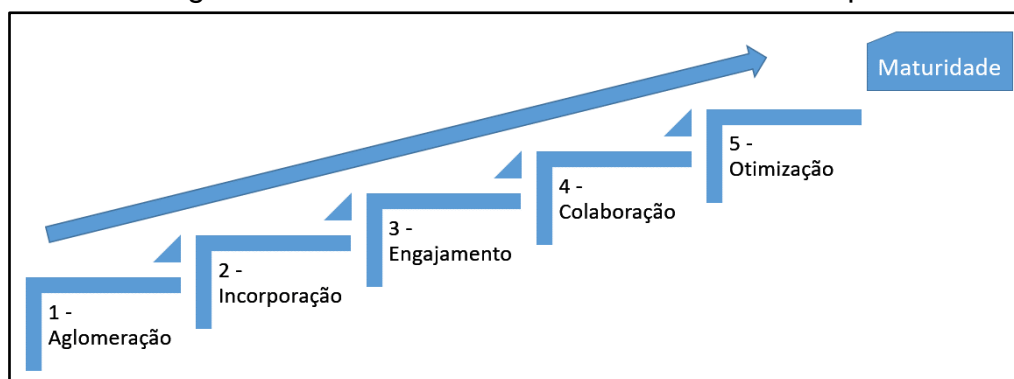 Maturidade
1 -
Aglomeração
2 -
Incorporação
3 -
Engajamento
4 -
Colaboração
5 -
Otimização